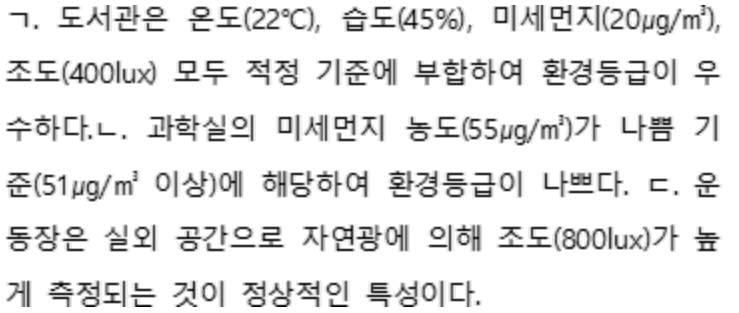 ㄱ. 도서관은 온도(22℃), 습도(45%), 미세먼지(20㎍/㎥),
조도(400lux) 모두 적정 기준에 부합하여 환경등급이 우
수하다.ㄴ. 과학실의 미세먼지 농도(55㎍/㎥)가 나쁨 기
준(51㎍/㎥ 이상)에 해당하여 환경등급이 나쁘다. ㄷ. 운
동장은 실외 공간으로 자연광에 의해 조도(800lux)가 높
게 측정되는 것이 정상적인 특성이다.